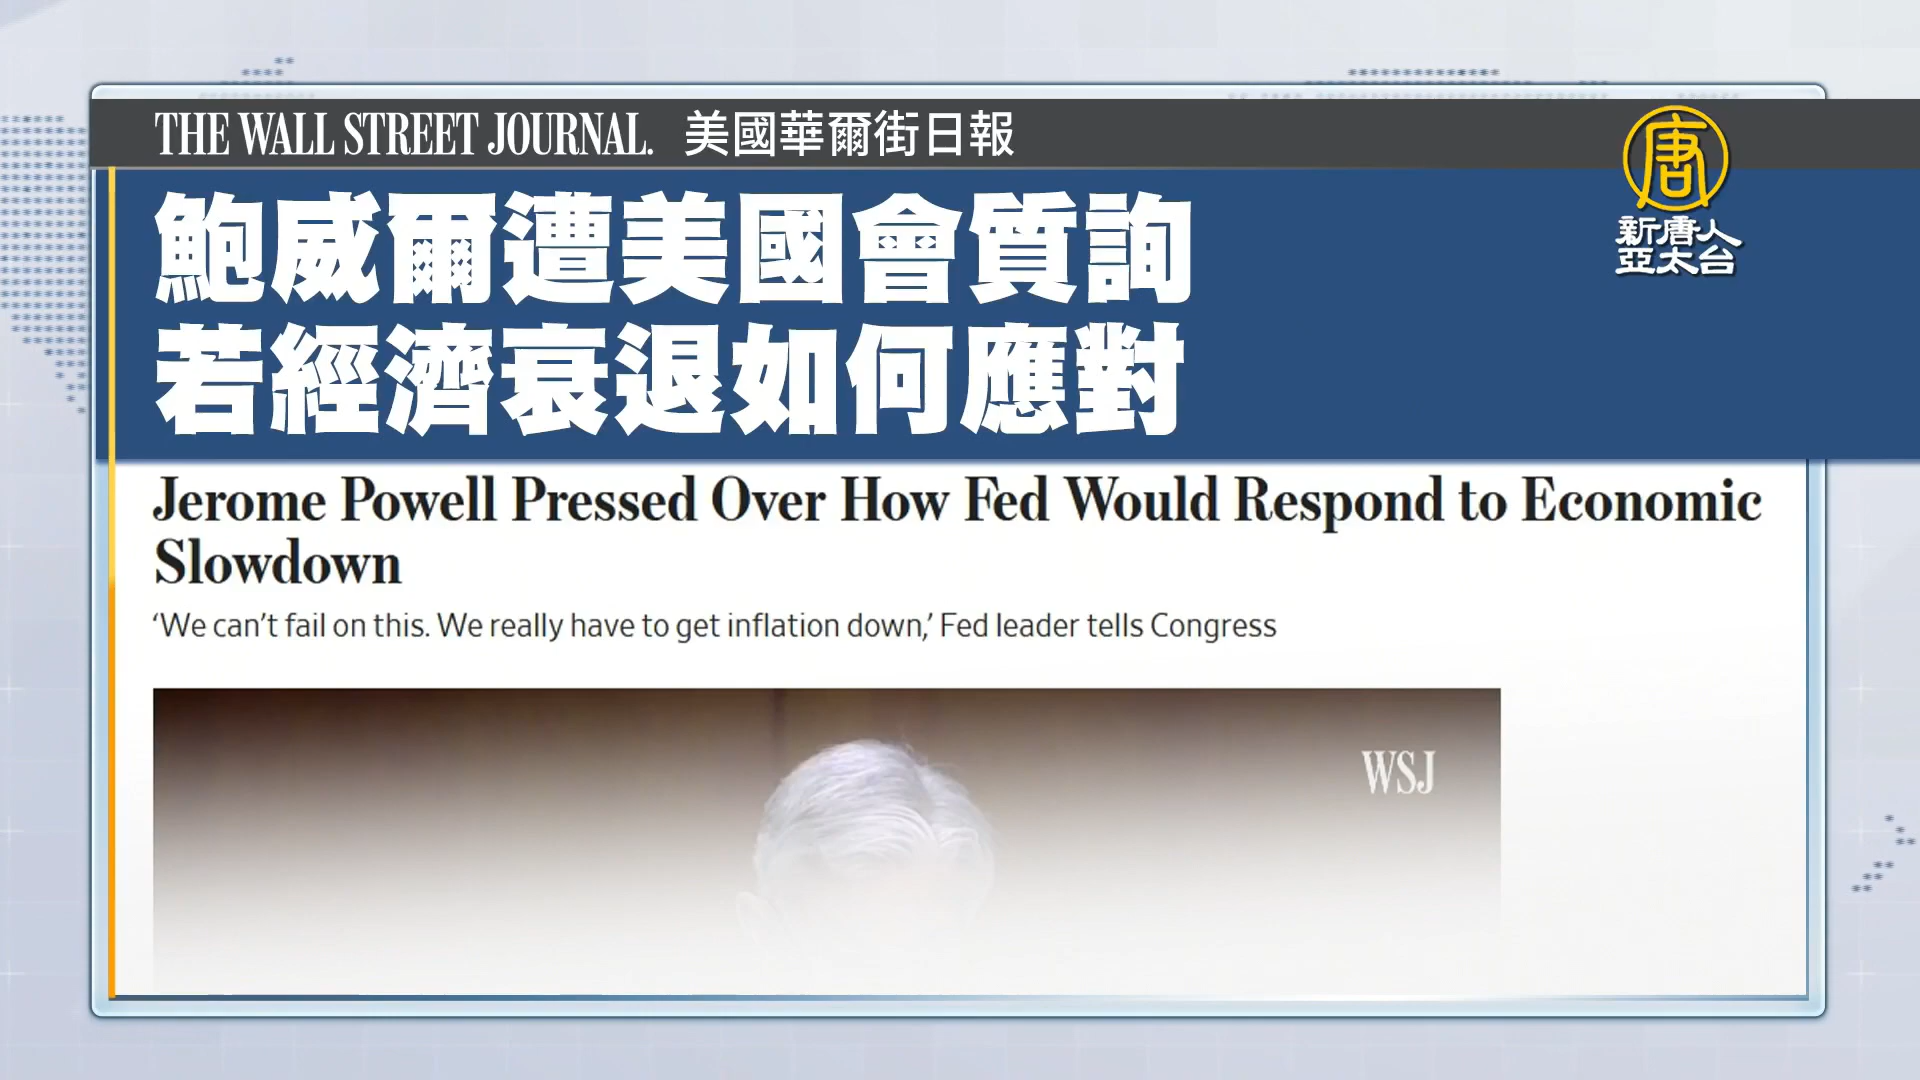 THE WALL STREET JOURNAL. 美國華爾街日報
唐
新唐人
亞太台
鮑威爾遭美國會質詢
若經濟衰退如何應對
Jerome Powell Pressed Over How Fed Would Respond to Economic
Slowdown
‘We can’t fail on this. We really have to get inflation down,’ Fed leader tells Congress
WSJ